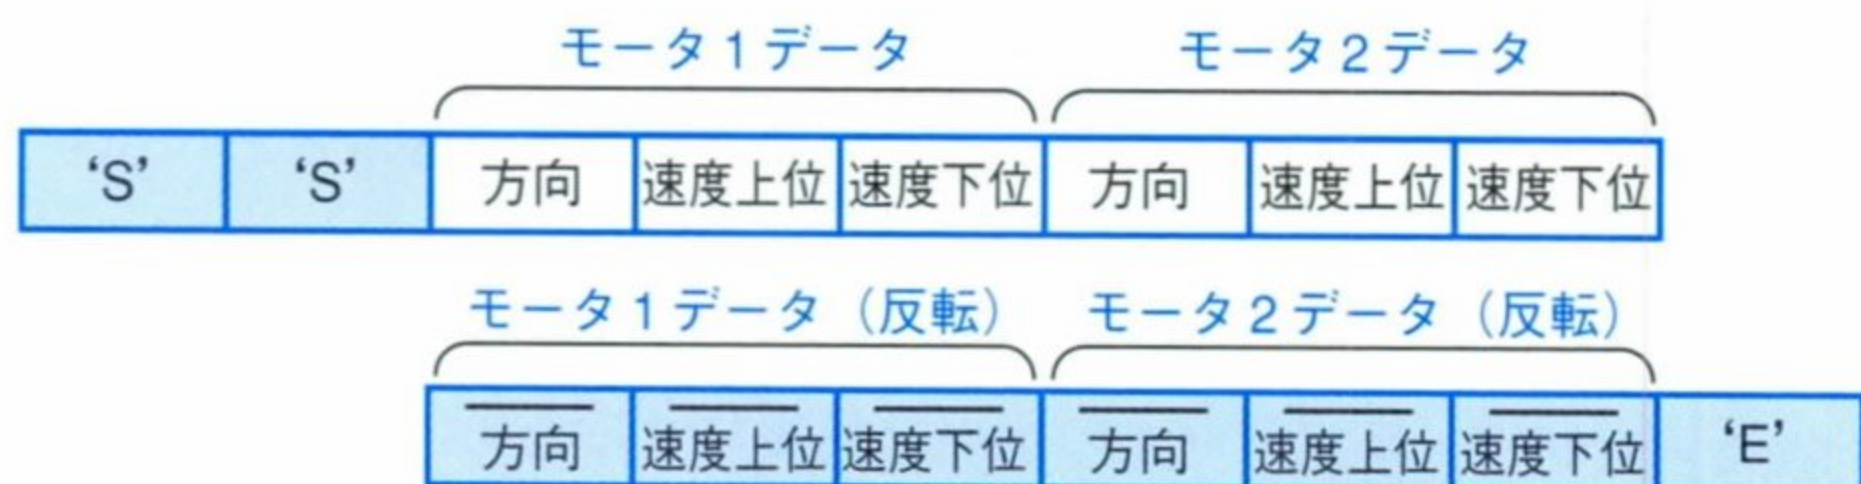 モータ1データ モータ2データ
‘S’ ‘S’ 方向 速度上位 速度下位 方向 速度上位 速度下位
モータ1データ（反転） モータ2データ（反転）
方向 速度上位 速度下位 方向 速度上位 速度下位 ‘E’